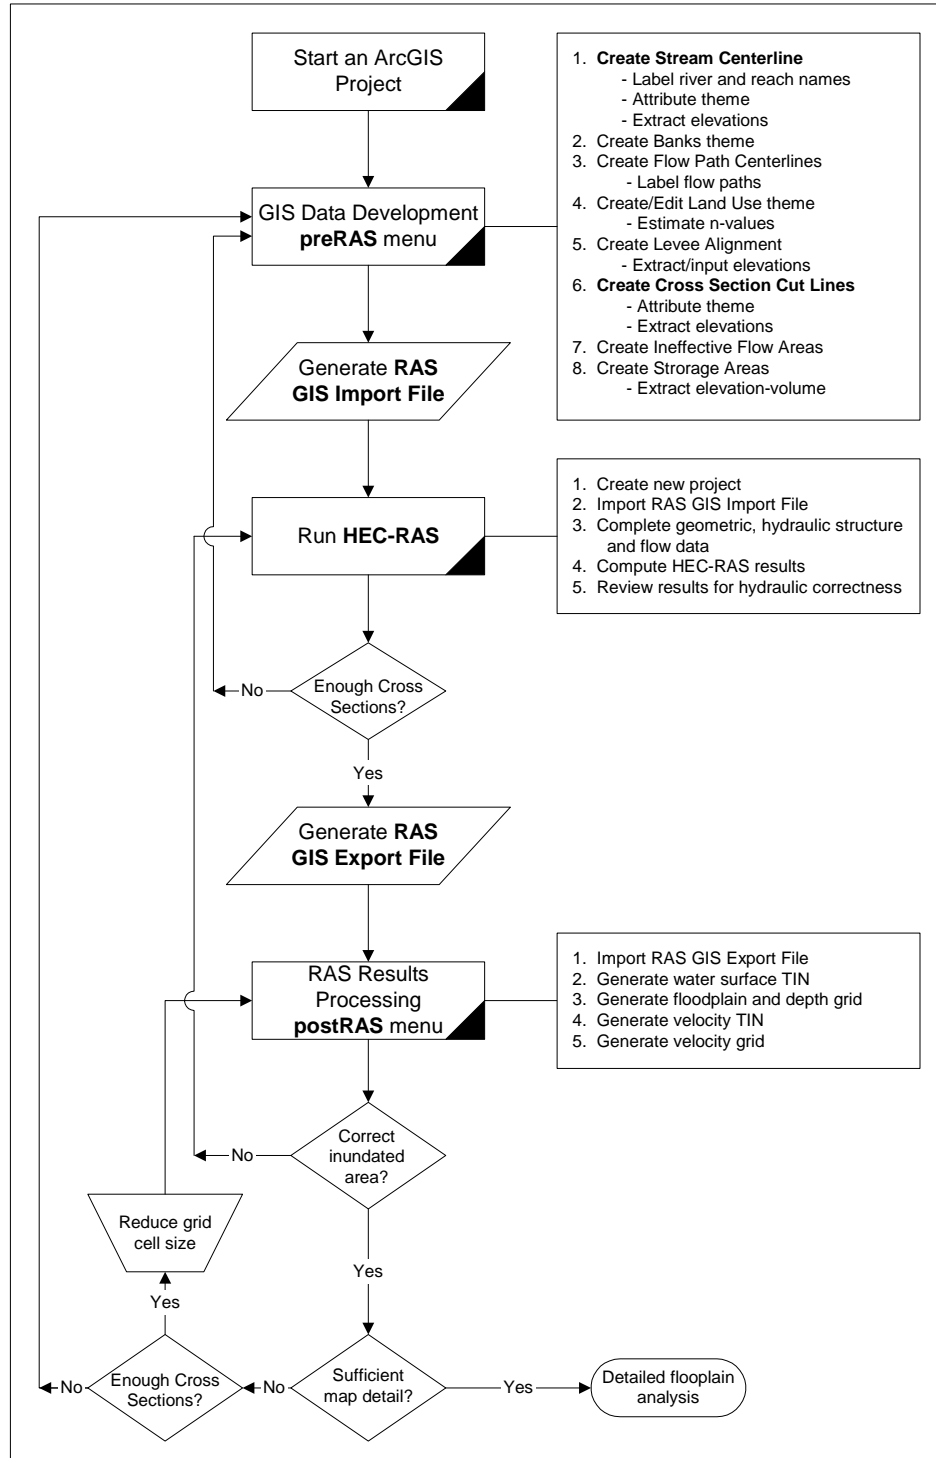 Start an ArcGIS
Project
1. Create Stream Centerline
- Label river and reach names
- Attribute theme
- Extract elevations
2. Create Banks theme
3. Create Flow Path Centerlines
- Label flow paths
4. Create/Edit Land Use theme
- Estimate n-values
5. Create Levee Alignment
- Extract/input elevations
6. Create Cross Section Cut Lines
- Attribute theme
- Extract elevations
7. Create Ineffective Flow Areas
8. Create Strorage Areas
- Extract elevation-volume
GIS Data Development
preRAS menu
Generate RAS
GIS Import File
Run HEC-RAS
1. Create new project
2. Import RAS GIS Import File
3. Complete geometric, hydraulic structure
and flow data
4. Compute HEC-RAS results
5. Review results for hydraulic correctness
Enough Cross
Sections?
No
Yes
Generate RAS
GIS Export File
RAS Results
Processing
postRAS menu
1. Import RAS GIS Export File
2. Generate water surface TIN
3. Generate floodplain and depth grid
4. Generate velocity TIN
5. Generate velocity grid
Correct
inundated
area?
No
Reduce grid
cell size
Yes
Yes
Sufficient
map detail?
No
Enough Cross
Sections?
No
Yes
Detailed flooplain
analysis